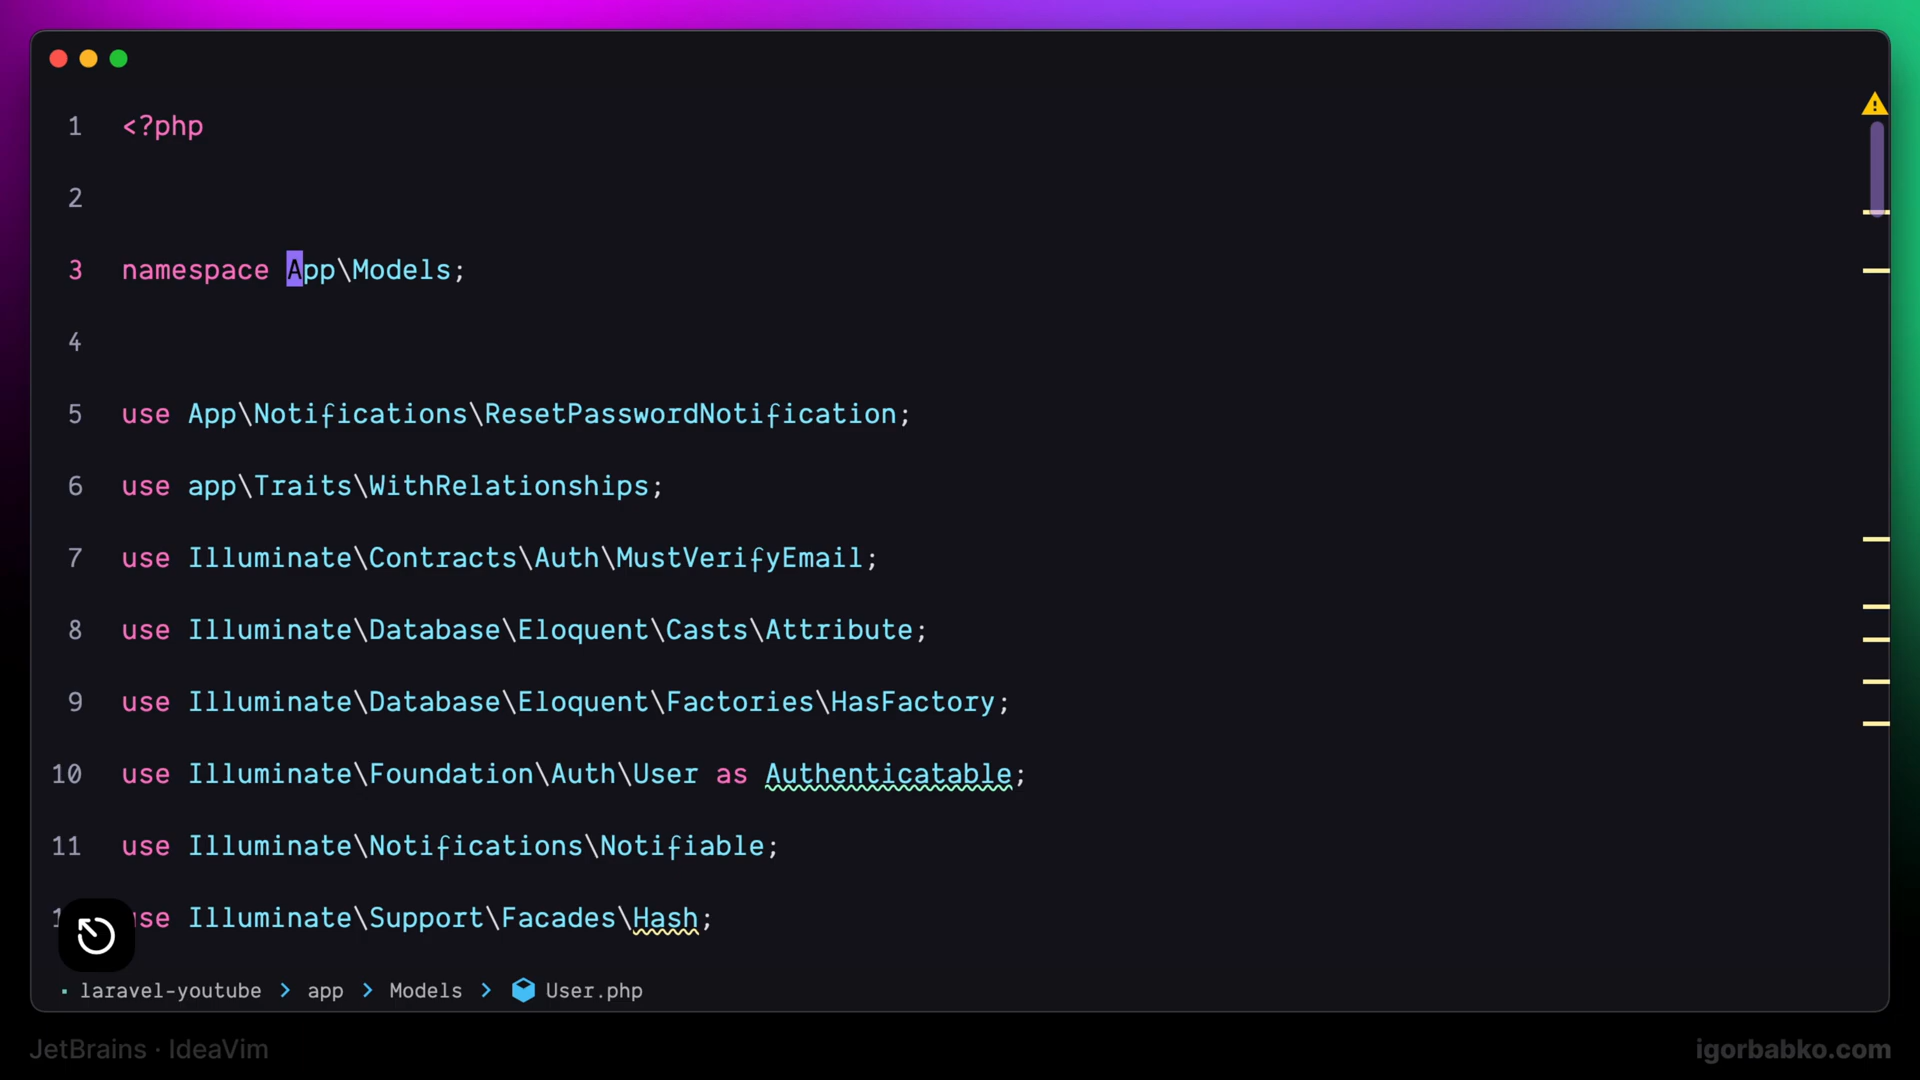 1 <?php
2
3 namespace App\Models;
4
5 use App\Notifications\ResetPasswordNotification;
6 use app\Traits\WithRelationships;
7 use Illuminate\Contracts\Auth\MustVerifyEmail;
8 use Illuminate\Database\Eloquent\Casts\Attribute;
9 use Illuminate\Database\Eloquent\Factories\HasFactory;
10 use Illuminate\Foundation\Auth\User as Authenticatable;
11 use Illuminate\Notifications\Notifiable;
Illuminate\Support\Facades\Hash;
laravel-youtube > app > Models > User.php
JetBrains · IdeaVim
igorbabko.com